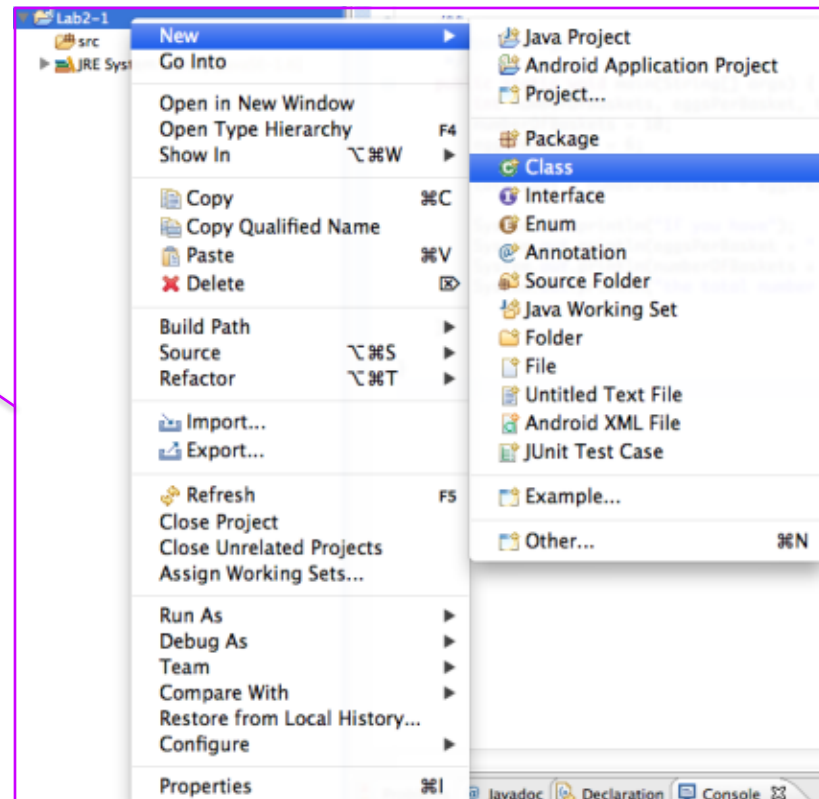 Lab2-1
src
JRE Syst
New
Go Into
Open in New Window
Open Type Hierarchy F4
Show In ⌥⌘W
Copy ⌘C
Copy Qualified Name
Paste ⌘V
Delete ⌦
Build Path
Source ⌥⌘S
Refactor ⌥⌘T
Import...
Export...
Refresh F5
Close Project
Close Unrelated Projects
Assign Working Sets...
Run As
Debug As
Team
Compare With
Restore from Local History...
Configure
Properties ⌘I
Java Project
Android Application Project
Project...
Package
Class
Interface
Enum
Annotation
Source Folder
Java Working Set
Folder
File
Untitled Text File
Android XML File
JUnit Test Case
Example...
Other... ⌘N
Javadoc Declaration Console